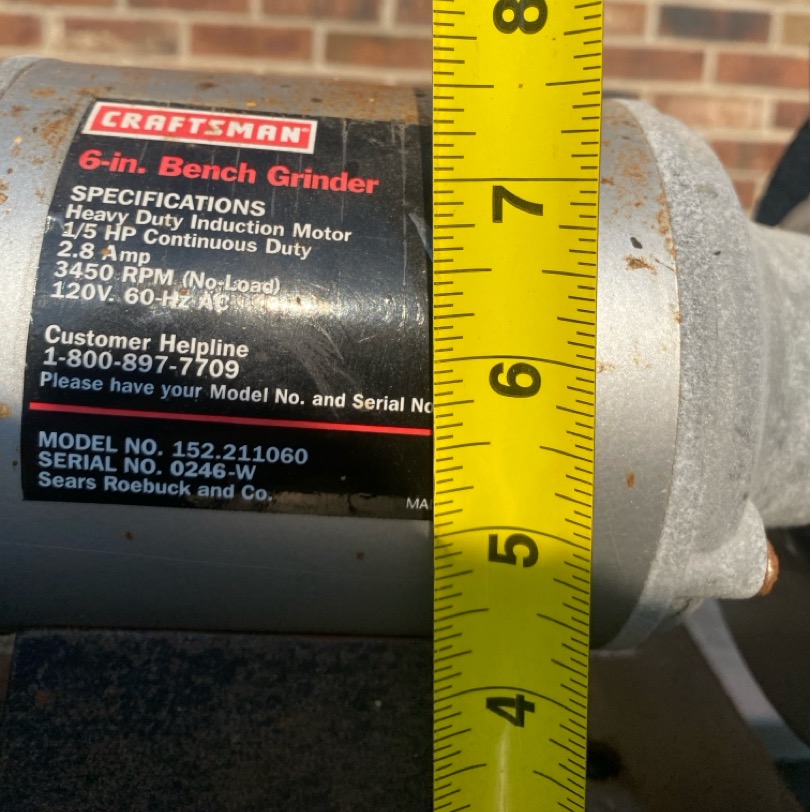 CRAFTSMAN
6-in. Bench Grinder
SPECIFICATIONS
Heavy Duty Induction Motor
1/5 HP Continuous Duty
2.8 Amp
3450 RPM (No-Load)
120V. 60-Hz AC
Customer Helpline
1-800-897-7709
Please have your Model No. and Serial No
MODEL NO. 152.211060
SERIAL NO. 0246-W
Sears Roebuck and Co.
MA
8
7
6
5
4